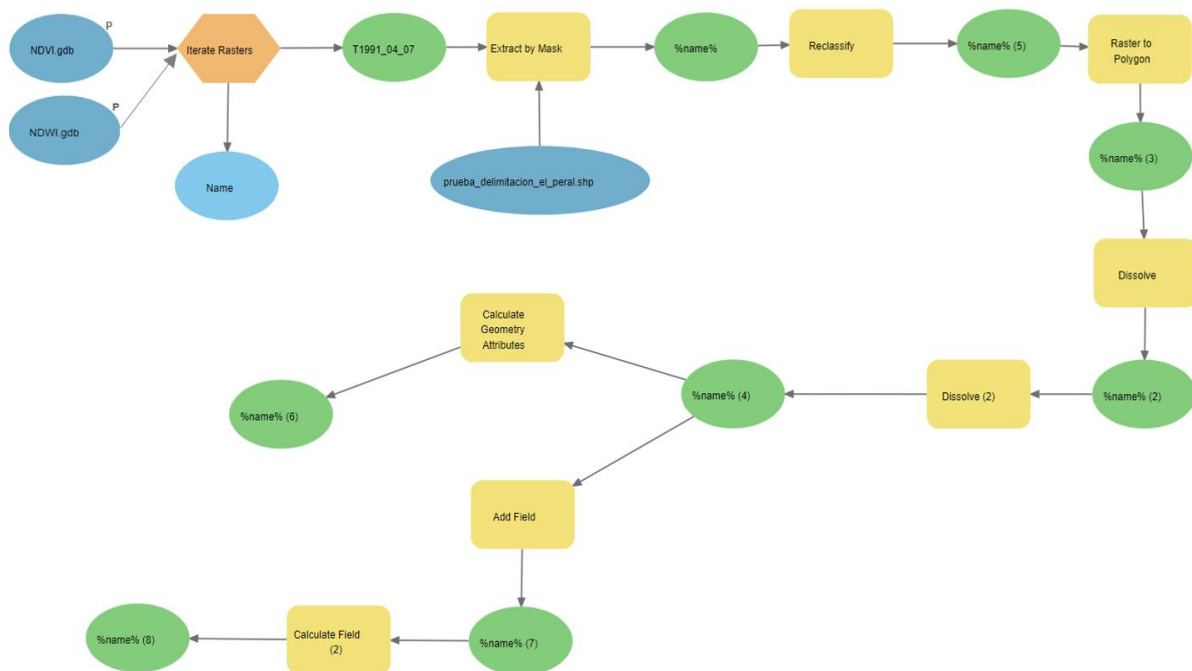 P
NDVI.gdb
Iterate Rasters
T1991_04_07
Extract by Mask
%name%
Reclassify
%name% (5)
Raster to
Polygon
P
NDWI.gdb
Name
prueba_delimitacion_el_peral.shp
%name% (3)
Dissolve
Calculate
Geometry
Attributes
%name% (6)
%name% (4)
Dissolve (2)
%name% (2)
Add Field
%name% (8)
Calculate Field
(2)
%name% (7)